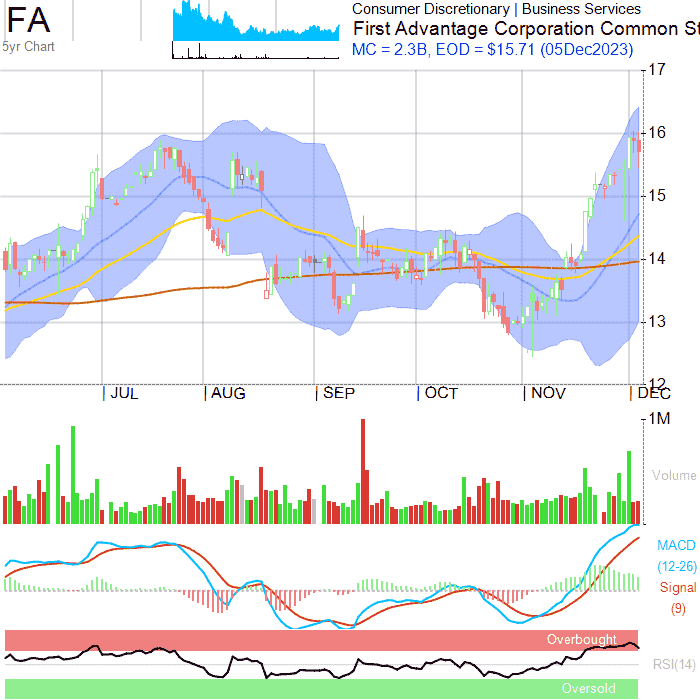 FA
5yr Chart
Consumer Discretionary | Business Services
First Advantage Corporation Common St
MC = 2.3B, EOD = $15.71 (05Dec2023)
17
16
15
14
13
12
JUL AUG SEP OCT NOV DEC
1M
Volume
MACD
(12-26)
Signal
(9)
Overbought
RSI(14)
Oversold